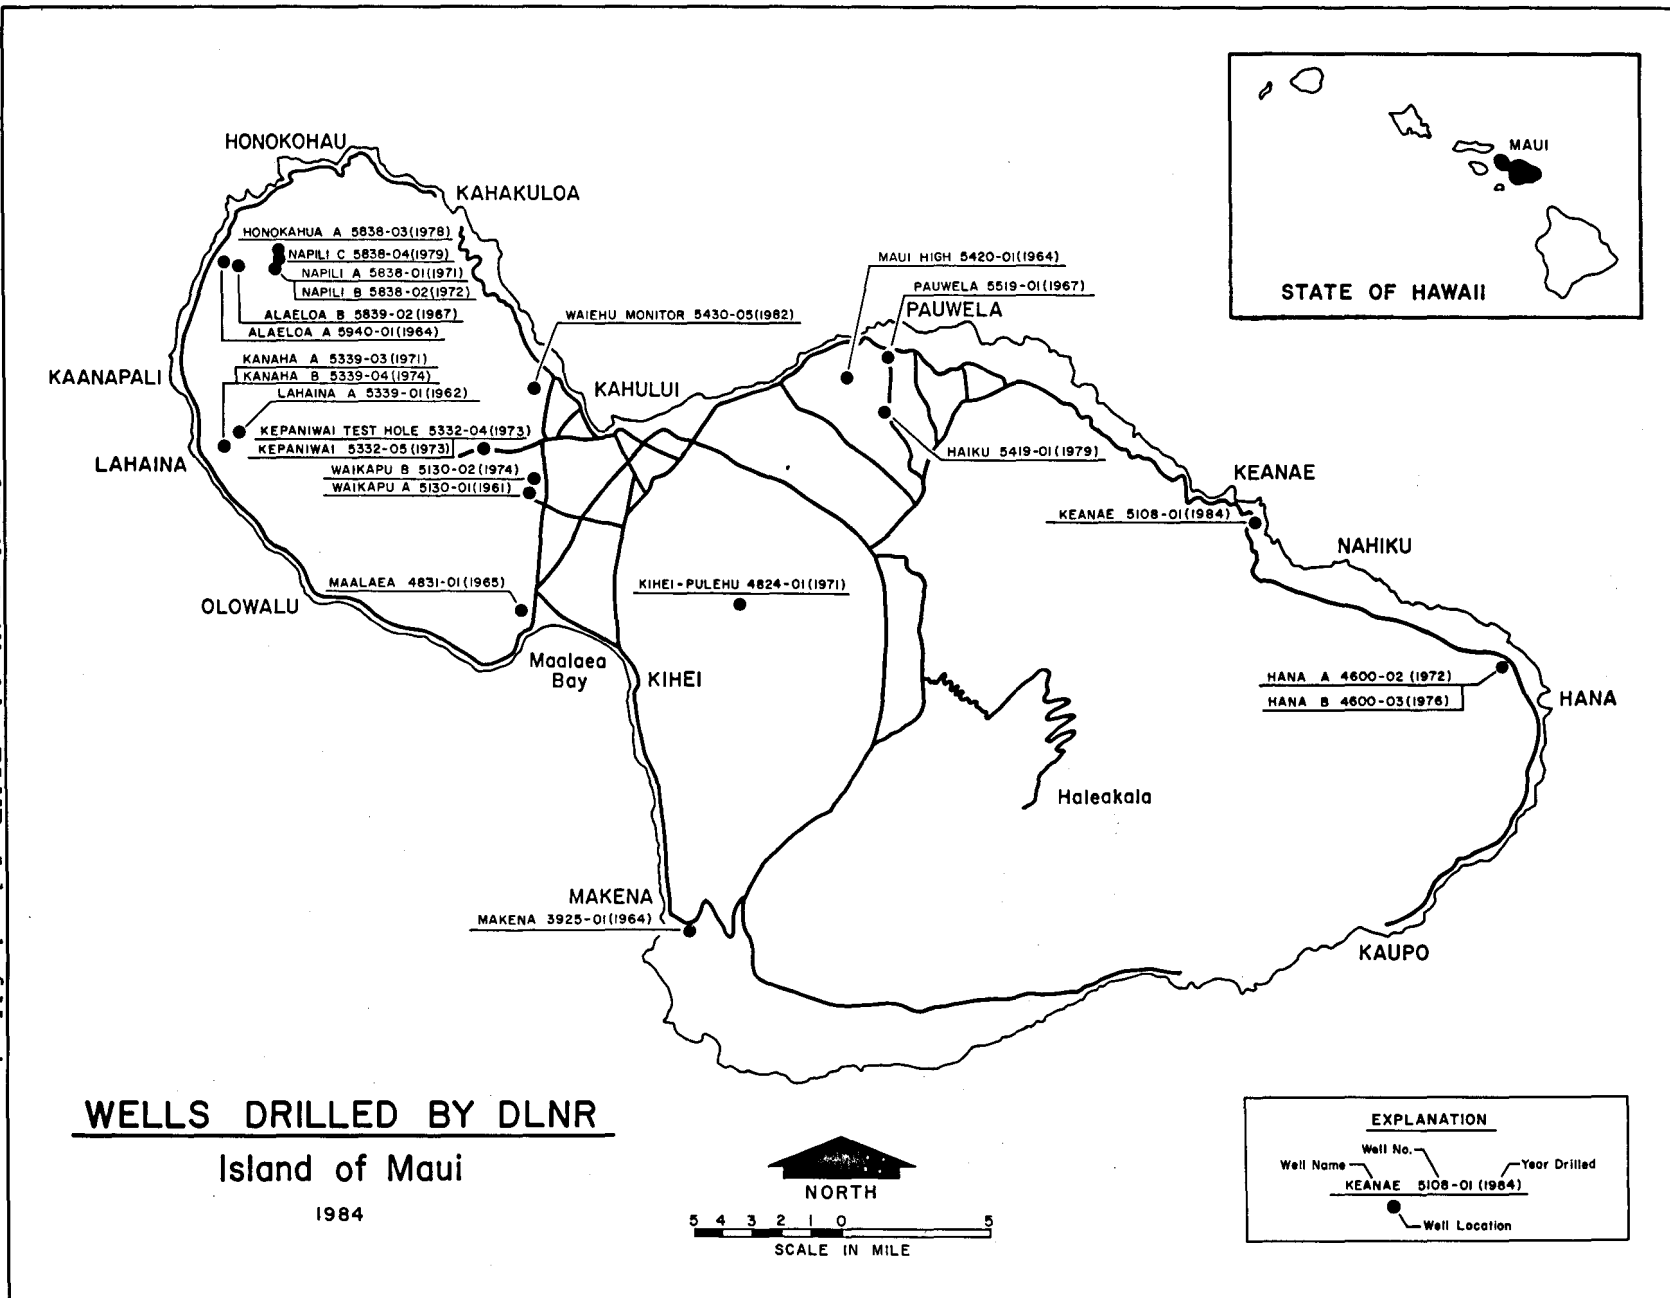 HONOKOHAU
KAHAKULOA
HONOKAHUA A 5838-03(1978)
NAPILI C 5838-04(1979)
NAPILI A 5838-01(1971)
NAPILI B 5838-02(1972)
ALAELOA B 5839-02(1967)
ALAELOA A 5940-01(1964)
KAANAPALI
KANAHA A 5339-03(1971)
KANAHA B 5339-04(1974)
LAHAINA A 5339-01(1962)
KEPANIWAI TEST HOLE 5332-04(1973)
KEPANIWAI 5332-05(1973)
LAHAINA
WAIKAPU B 5130-02(1974)
WAIKAPU A 5130-01(1961)
WAIEHU MONITOR 5430-05(1982)
KAHULUI
MAUI HIGH 5420-01(1964)
PAUWELA 5519-01(1967)
PAUWELA
HAIKU 5419-01(1979)
KEANAE
KEANAE 5108-01(1984)
NAHIKU
MAALAEA 4831-01(1965)
OLOWALU
KIHEI-PULEHU 4824-01(1971)
Maalaea
Bay
KIHEI
HANA A 4600-02 (1972)
HANA B 4600-03(1976)
HANA
Haleakala
MAKENA
MAKENA 3925-01(1964)
KAUPO
MAUI
STATE OF HAWAII
WELLS DRILLED BY DLNR
Island of Maui
1984
NORTH
5 4 3 2 1 0 5
SCALE IN MILE
EXPLANATION
Well No.
Well Name
Year Drilled
KEANAE 5108-01 (1984)
Well Location